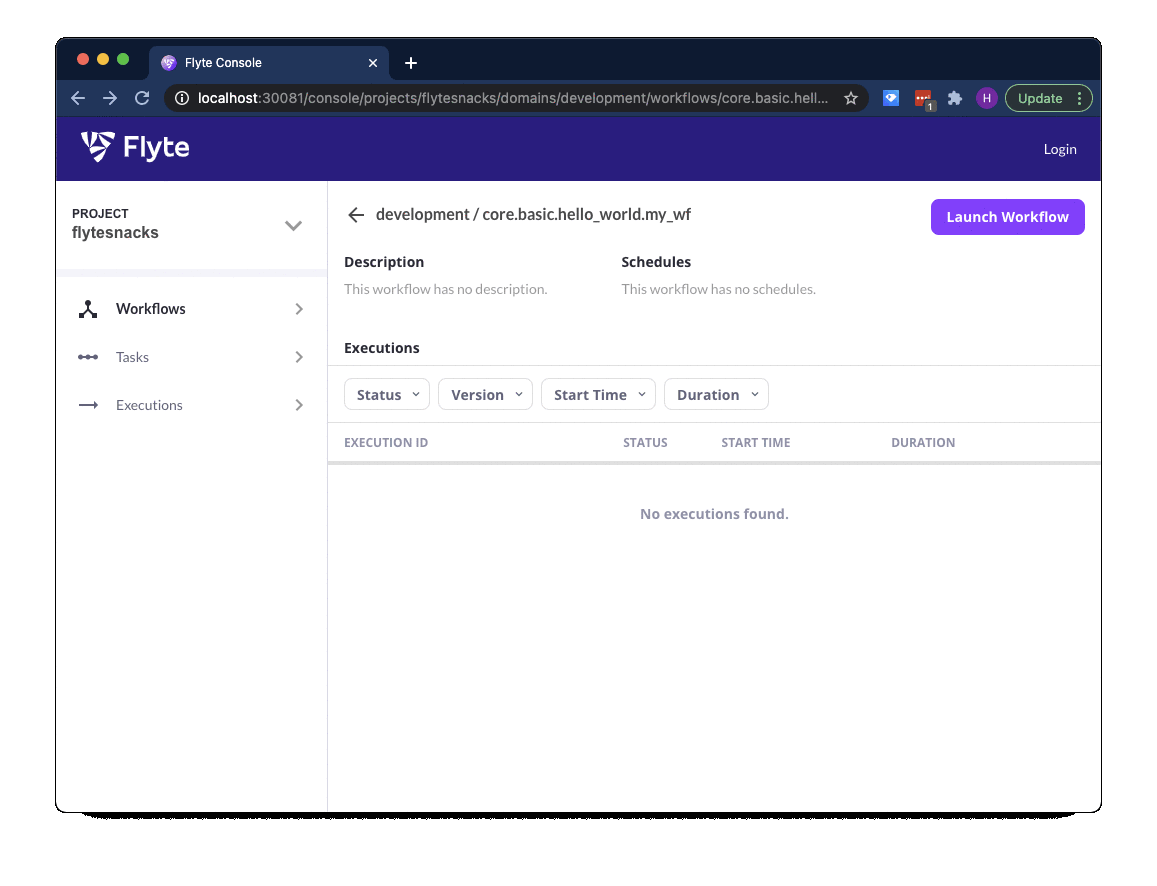 Flyte Console
localhost:30081/console/projects/flytesnacks/domains/development/workflows/core.basic.hell...
1
H
Update
Flyte
Login
PROJECT
flytesnacks
Workflows
Tasks
Executions
development / core.basic.hello_world.my_wf
Launch Workflow
Description
This workflow has no description.
Schedules
This workflow has no schedules.
Executions
Status Version Start Time Duration
EXECUTION ID STATUS START TIME DURATION
No executions found.